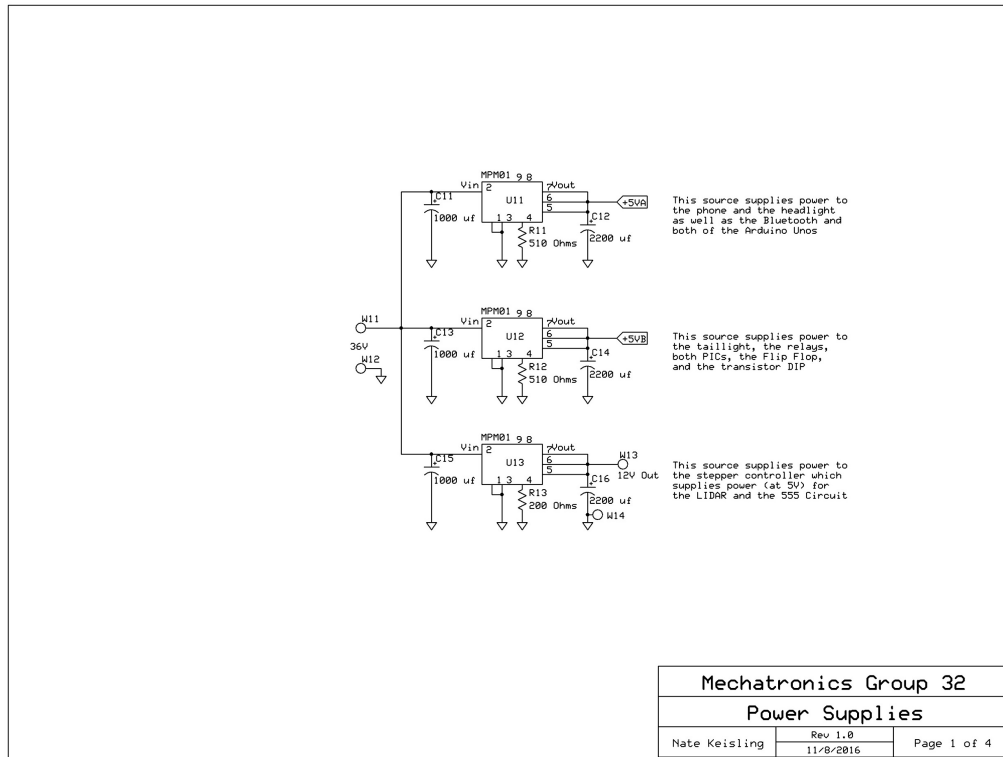 MPM01 9 8
Vin 2 7 Vout
C11 U11 6 +5VA
1000 uf 1 3 4 5 C12
R11
510 Ohms 2200 uf
This source supplies power to
the phone and the headlight
as well as the Bluetooth and
both of the Arduino Unos
W11
36V
W12
MPM01 9 8
Vin 2 7 Vout
C13 U12 6 +5VB
1000 uf 1 3 4 5 C14
R12
510 Ohms 2200 uf
This source supplies power to
the taillight, the relays,
both PICs, the Flip Flop,
and the transistor DIP
MPM01 9 8
Vin 2 7 Vout W13
C15 U13 6 12V Out
1000 uf 1 3 4 5 C16
R13
200 Ohms 2200 uf
W14
This source supplies power to
the stepper controller which
supplies power (at 5V) for
the LIDAR and the 555 Circuit
Mechatronics Group 32
Power Supplies
Nate Keisling
Rev 1.0
11/8/2016
Page 1 of 4